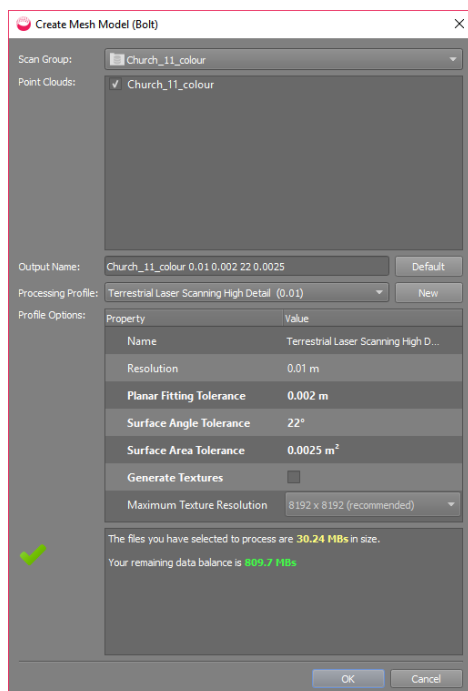 Create Mesh Model (Bolt)
Scan Group: Church_11_colour
Point Clouds: Church_11_colour
Output Name: Church_11_colour 0.01 0.002 22 0.0025 Default
Processing Profile: Terrestrial Laser Scanning High Detail (0.01) New
Profile Options: Property Value
Name Terrestrial Laser Scanning High D...
Resolution 0.01 m
Planar Fitting Tolerance 0.002 m
Surface Angle Tolerance 22°
Surface Area Tolerance 0.0025 m²
Generate Textures
Maximum Texture Resolution 8192 x 8192 (recommended)
The files you have selected to process are 30.24 MBs in size.
Your remaining data balance is 809.7 MBs
OK Cancel